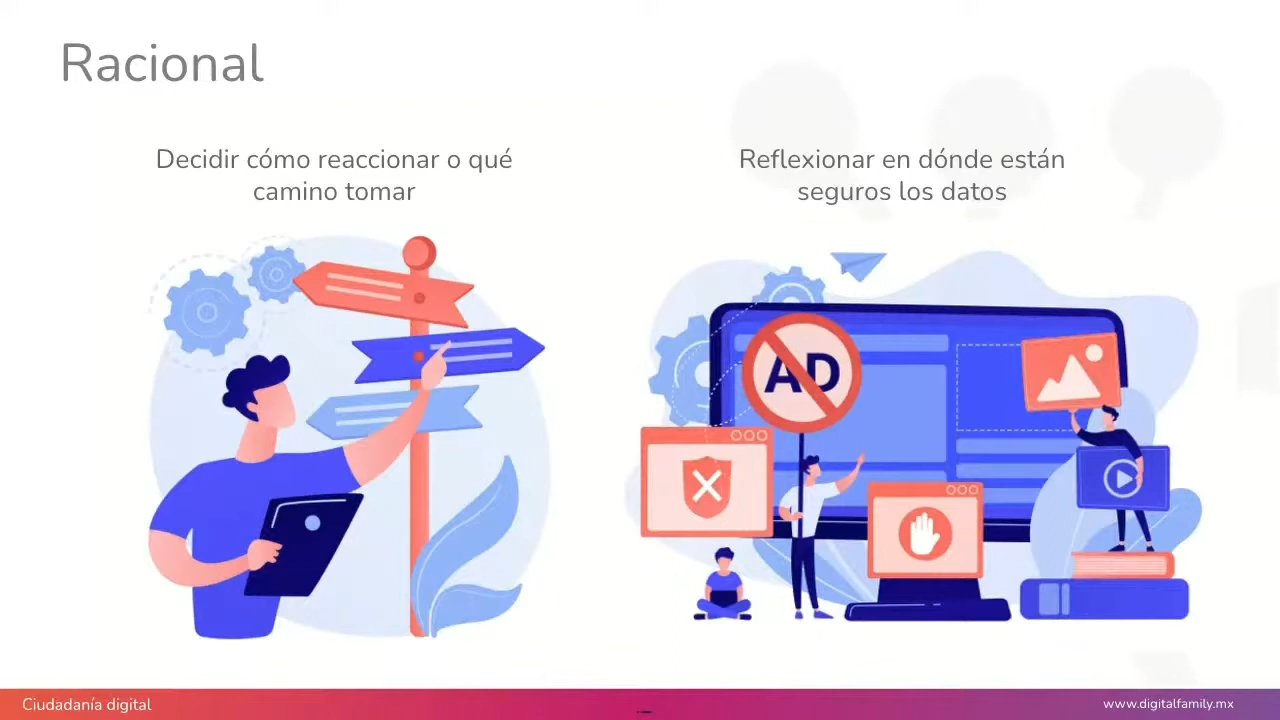 Racional
Decidir cómo reaccionar o qué
camino tomar
Reflexionar en dónde están
seguros los datos
AD
Ciudadanía digital
www.digitalfamily.mx